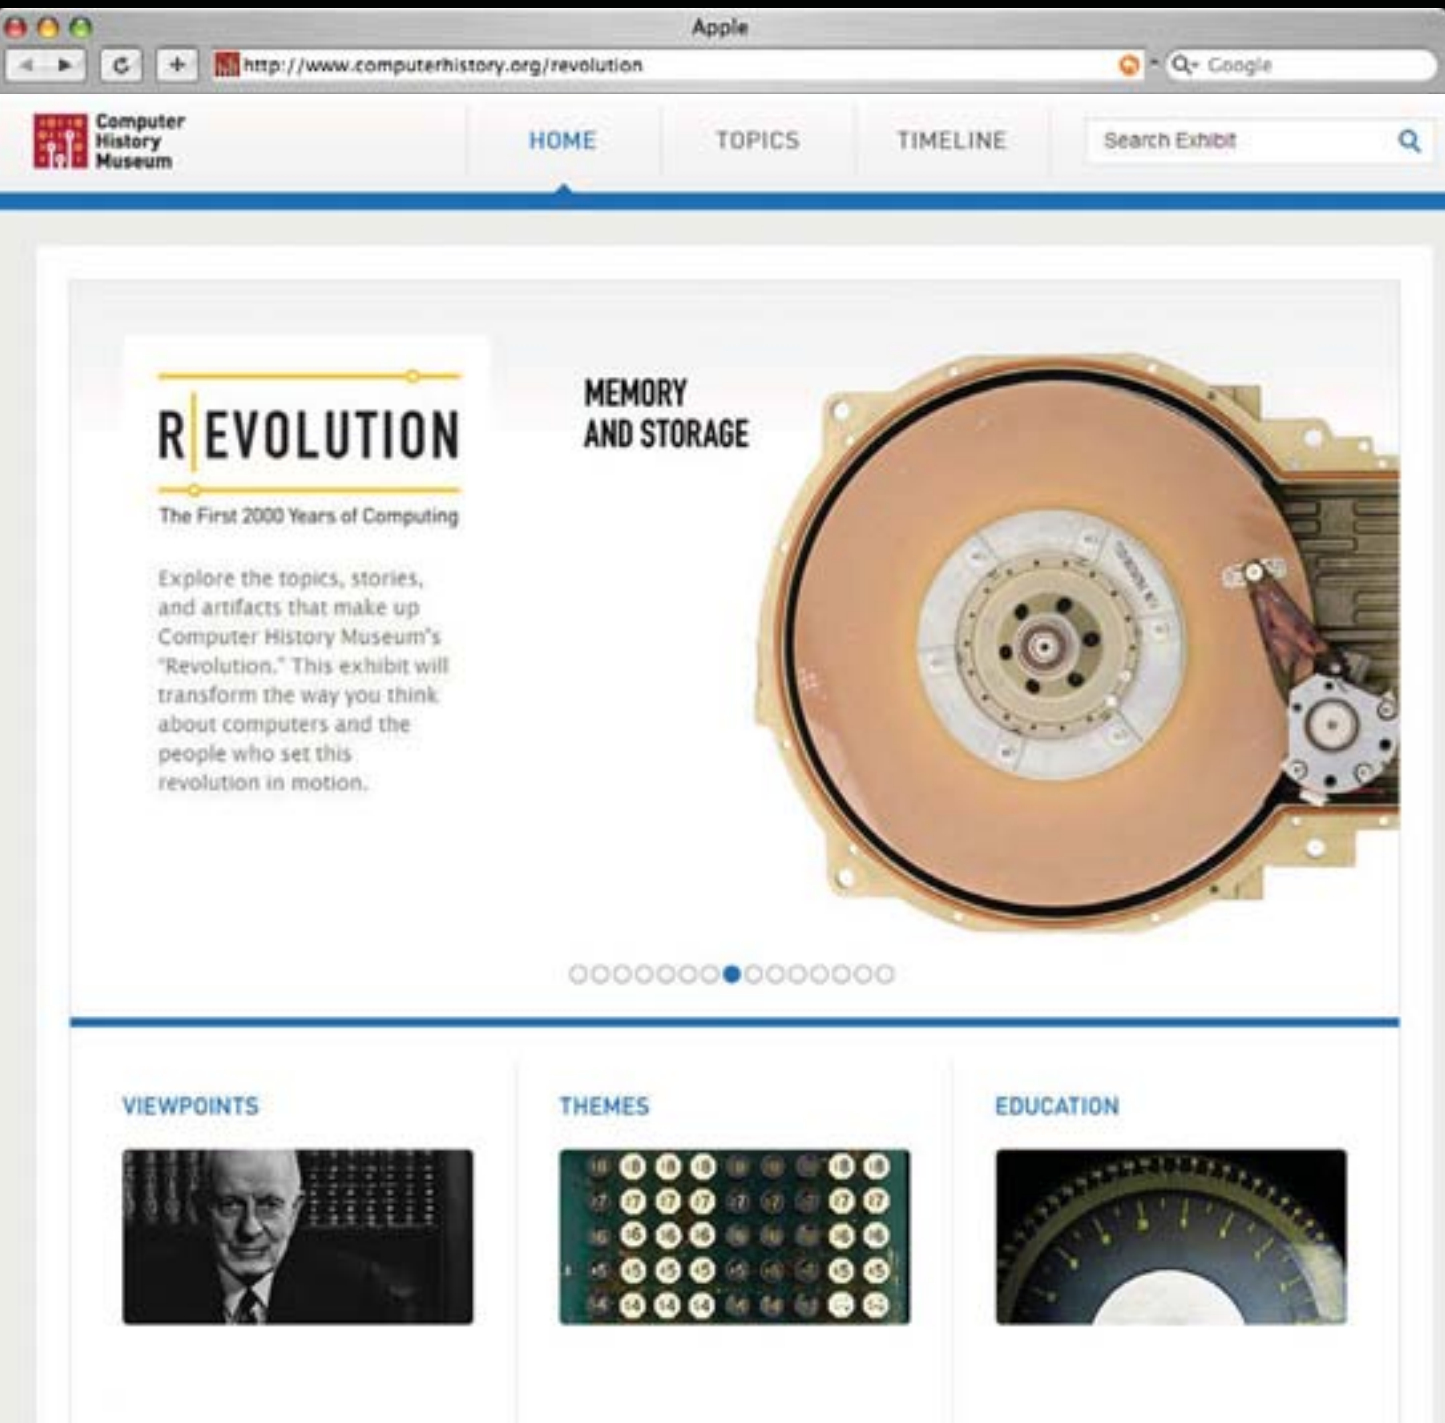 Apple
http://www.computerhistory.org/revolution
Google
Computer
History
Museum
HOME
TOPICS
TIMELINE
Search Exhibit
R|EVOLUTION
The First 2000 Years of Computing
Explore the topics, stories,
and artifacts that make up
Computer History Museum"s
"Revolution." This exhibit will
transform the way you think
about computers and the
people who set this
revolution in motion.
MEMORY
AND STORAGE
VIEWPOINTS
THEMES
EDUCATION